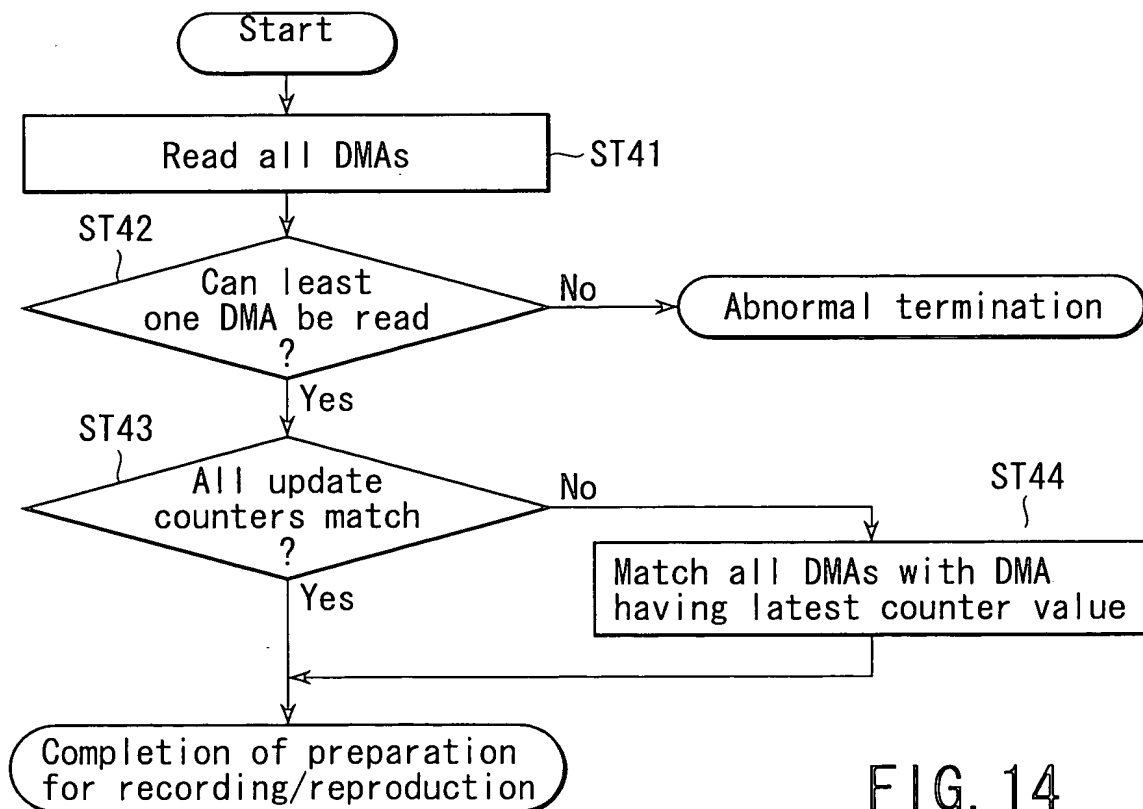 Start
Read all DMAs
ST41
ST42
Can least
one DMA be read
?
No
Abnormal termination
Yes
ST43
All update
counters match
?
No
ST44
Match all DMAs with DMA
having latest counter value
Yes
Completion of preparation
for recording/reproduction
FIG. 14